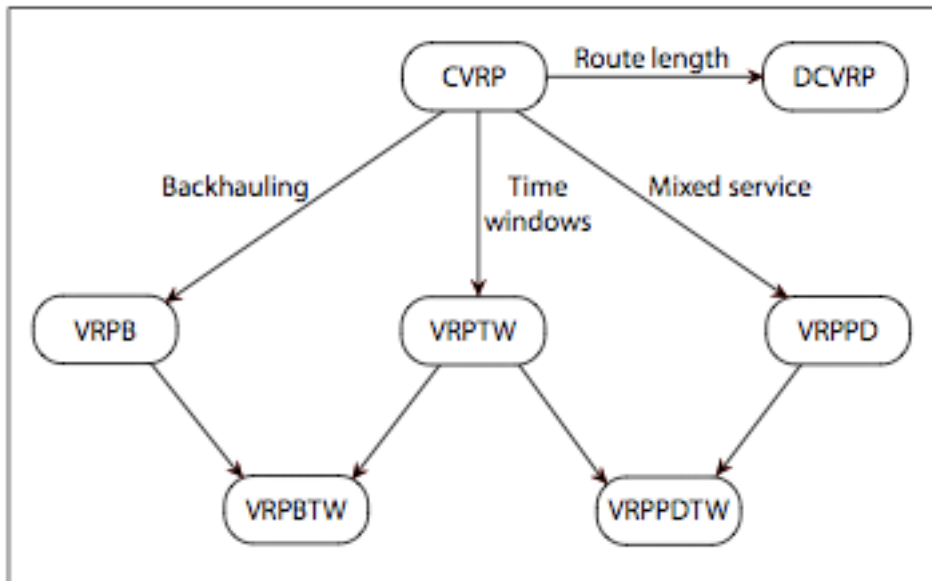 CVRP
Route length
DCVRP
Backhauling
Time
windows
Mixed service
VRPB
VRPTW
VRPPD
VRPBTW
VRPPDTW